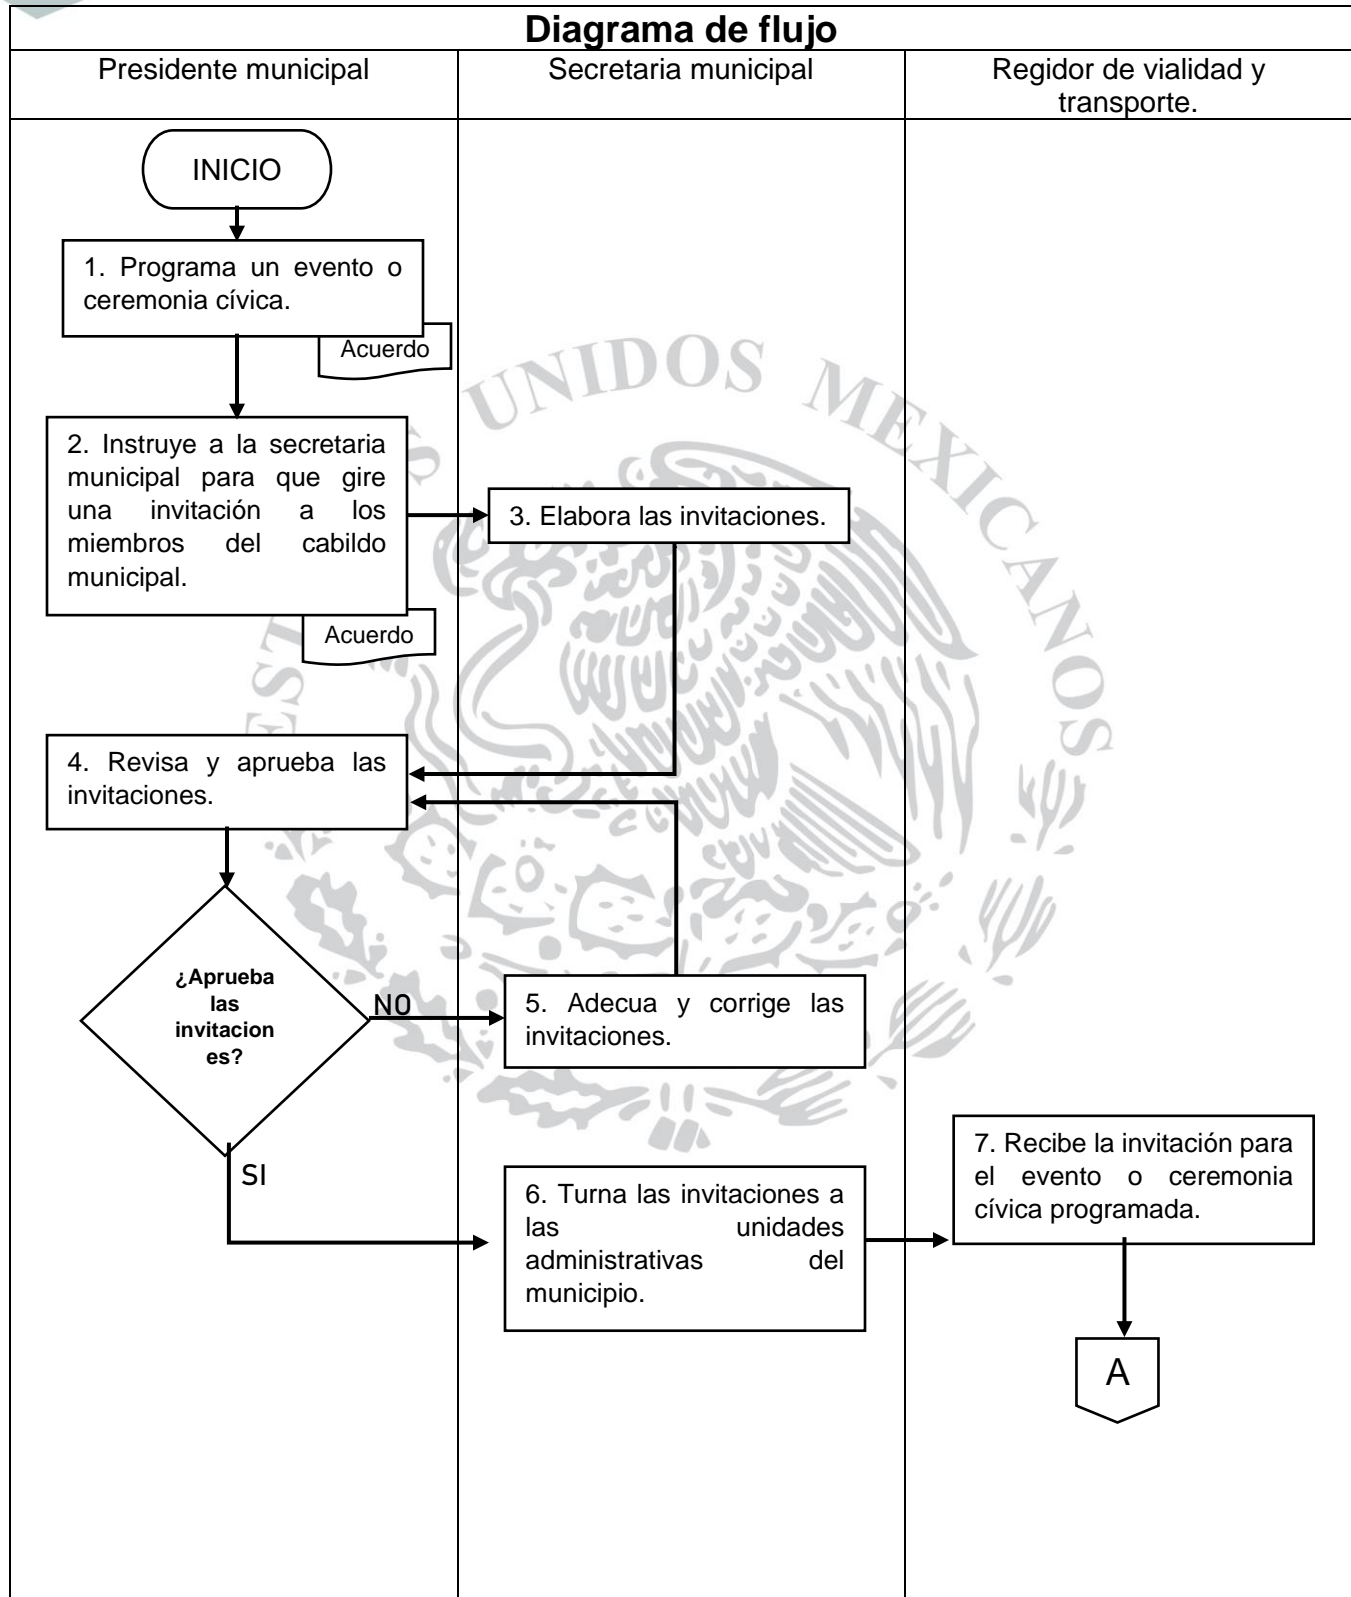 Diagrama de flujo
Presidente municipal
Secretaria municipal
Regidor de vialidad y
transporte.
INICIO
1. Programa un evento o
ceremonia cívica.
Acuerdo
2. Instruye a la secretaria
municipal para que gire
una invitación a los
miembros del cabildo
municipal.
Acuerdo
3. Elabora las invitaciones.
4. Revisa y aprueba las
invitaciones.
¿Aprueba
las
invitacion
es?
NO
5. Adecua y corrige las
invitaciones.
SI
6. Turna las invitaciones a
las unidades
administrativas del
municipio.
7. Recibe la invitación para
el evento o ceremonia
cívica programada.
A
UNIDOS MEXICANOS